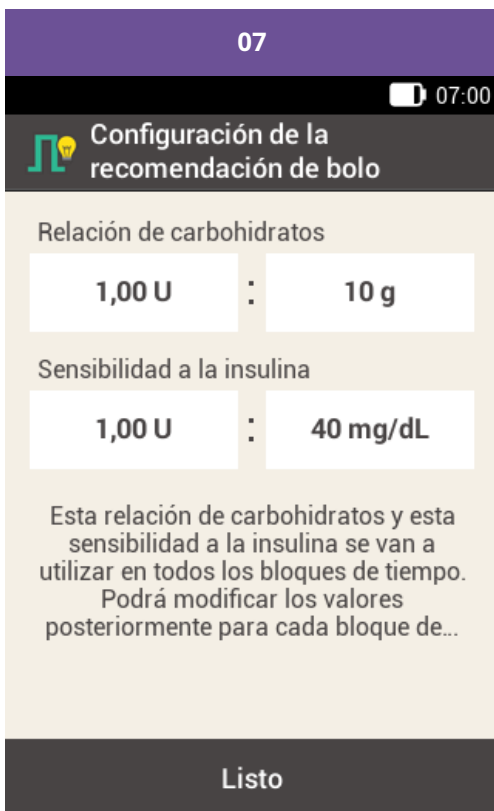 07
07:00
Configuración de la
recomendación de bolo
Relación de carbohidratos
1,00 U : 10 g
Sensibilidad a la insulina
1,00 U : 40 mg/dL
Esta relación de carbohidratos y esta
sensibilidad a la insulina se van a
utilizar en todos los bloques de tiempo.
Podrá modificar los valores
posteriormente para cada bloque de...
Listo